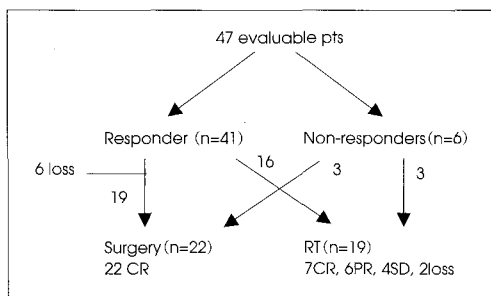 47 evaluable pts
Responder (n=41)
Non-responders(n=6)
6 loss
16
3
3
19
Surgery (n=22)
RT(n=19)
22 CR
7CR, 6PR, 4SD, 2loss